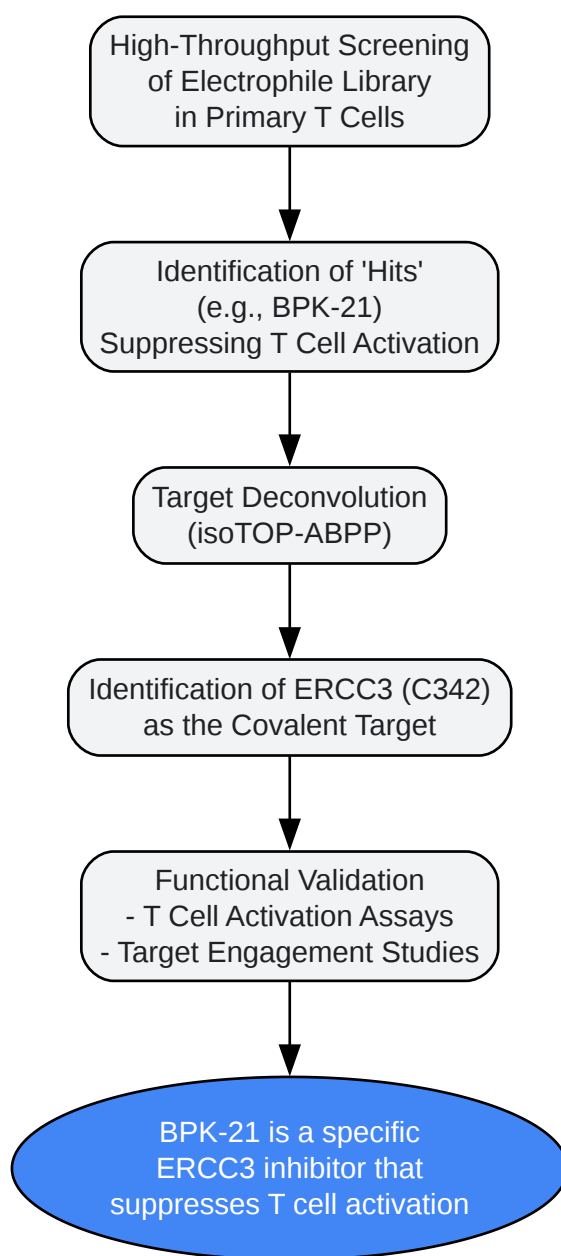 High-Throughput Screening
of Electrophile Library
in Primary T Cells
Identification of 'Hits'
(e.g., BPK-21)
Suppressing T Cell Activation
Target Deconvolution
(isoTOP-ABPP)
Identification of ERCC3 (C342)
as the Covalent Target
Functional Validation
- T Cell Activation Assays
- Target Engagement Studies
BPK-21 is a specific
ERCC3 inhibitor that
suppresses T cell activation